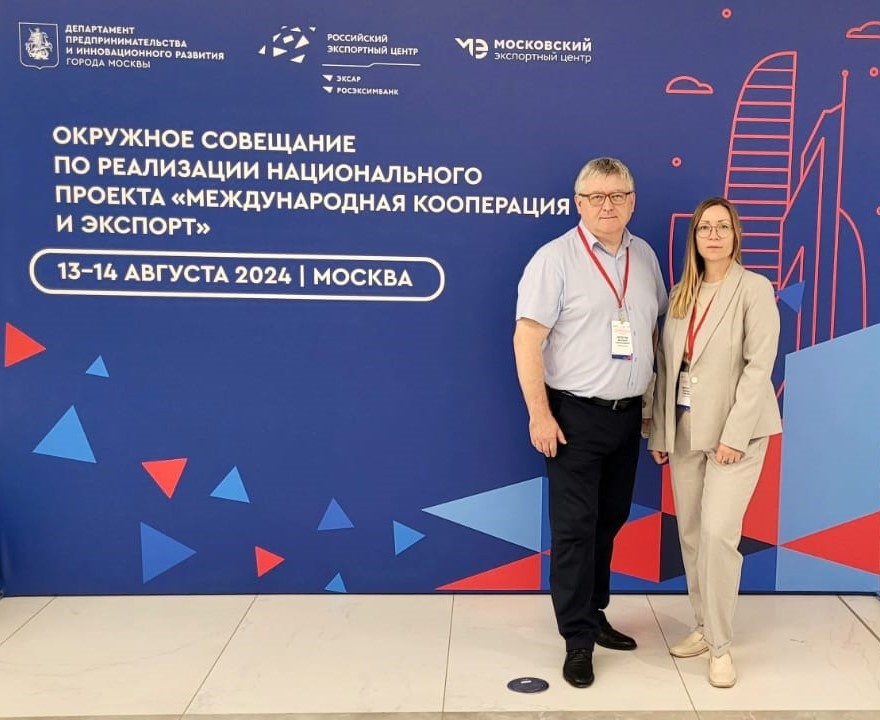 ДЕПАРТАМЕНТ
ПРЕДПРИНИМАТЕЛЬСТВА
И ИННОВАЦИОННОГО РАЗВИТИЯ
ГОРОДА МОСКВЫ
РОССИЙСКИЙ
ЭКСПОРТНЫЙ ЦЕНТР
ЭКСАР
РОСЭКСИМБАНК
МЭ МОСКОВСКИЙ
ЭКСПОРТНЫЙ ЦЕНТР
ОКРУЖНОЕ СОВЕЩАНИЕ
ПО РЕАЛИЗАЦИИ НАЦИОНАЛЬНОГО
ПРОЕКТА «МЕЖДУНАРОДНАЯ КООПЕРАЦИЯ
И ЭКСПОРТ»
13–14 АВГУСТА 2024 | МОСКВА